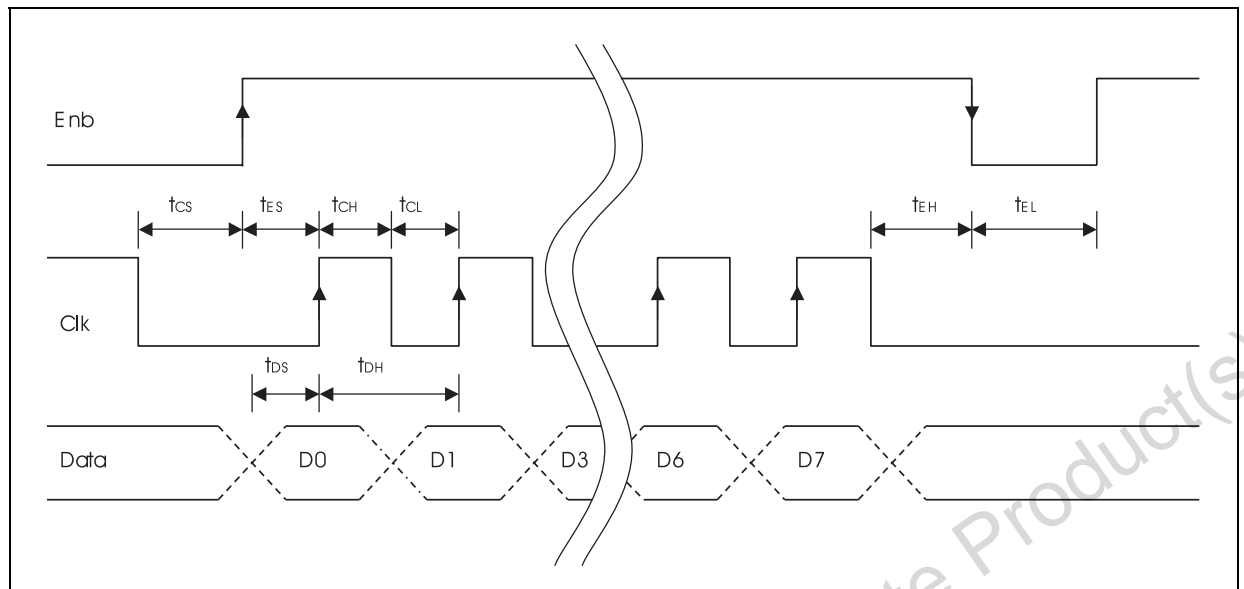 Enb
tCS tES tCH tCL tEH tEL
Clk
tDS tDH
Data D0 D1 D3 D6 D7
Product(s)